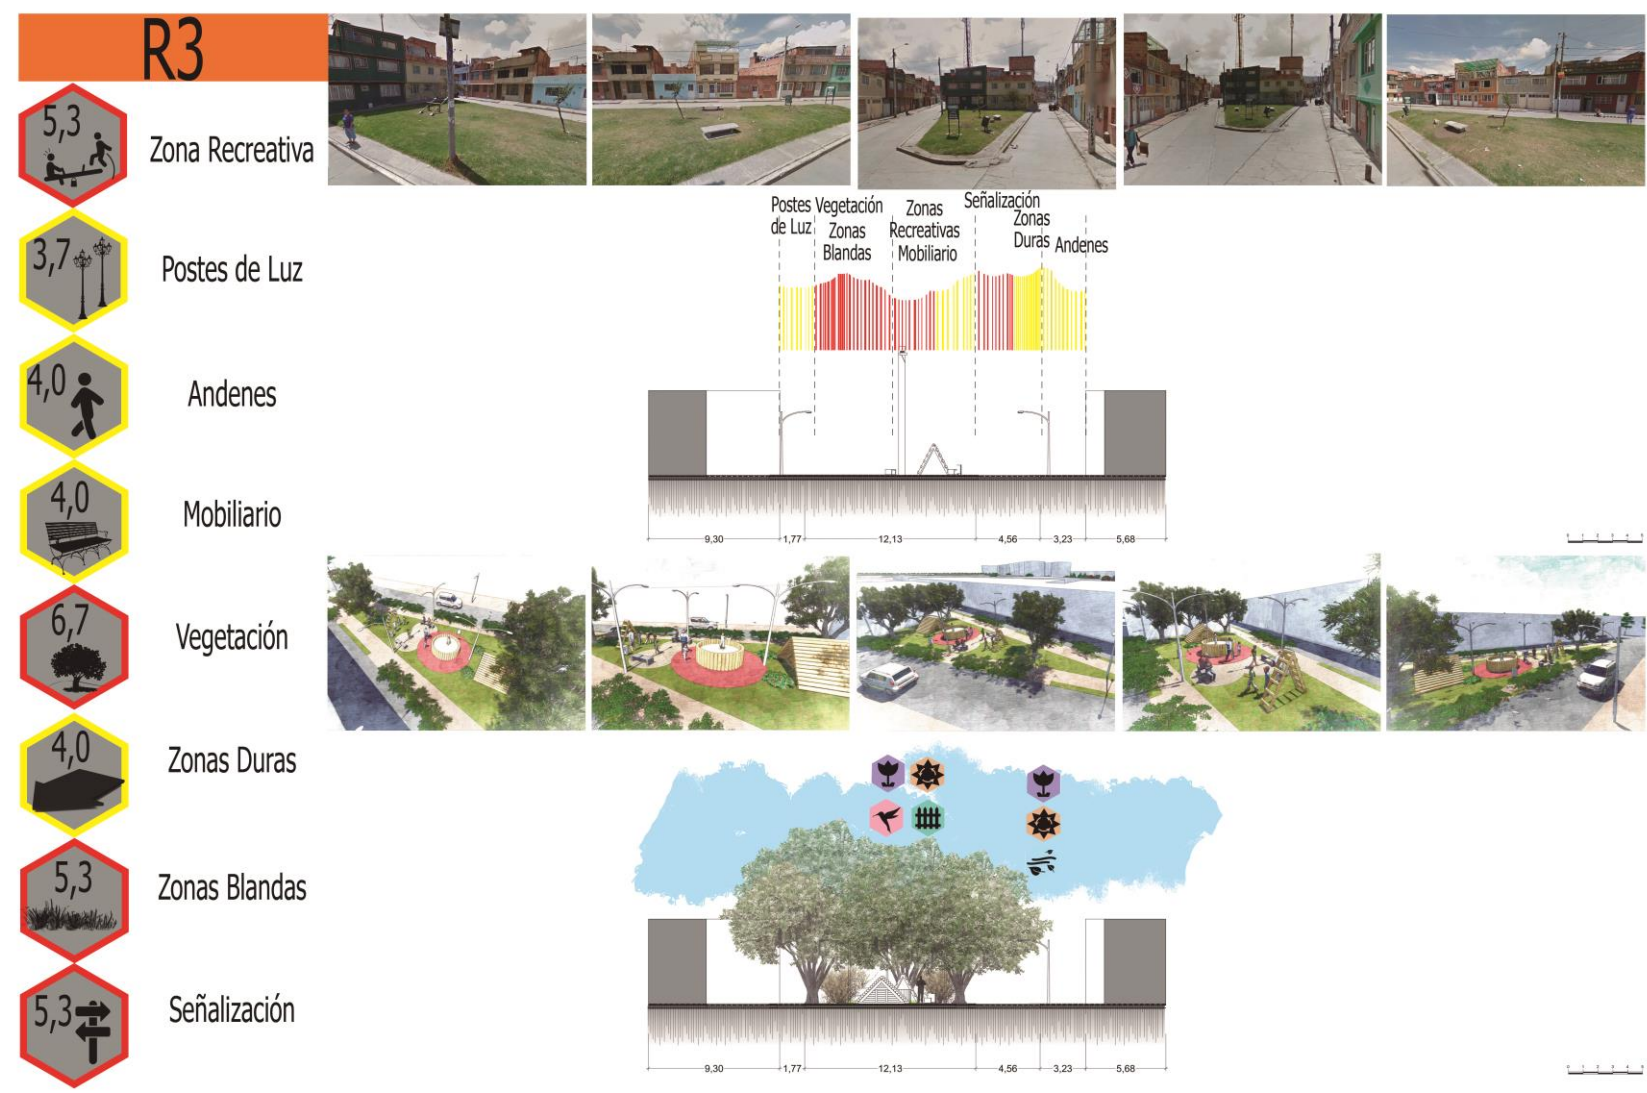 R3
5,3
Zona Recreativa
3,7
Postes de Luz
4,0
Andenes
4,0
Mobiliario
6,7
Vegetación
4,0
Zonas Duras
5,3
Zonas Blandas
5,3
Señalización
Postes
de Luz
Vegetación
Zonas
Blandas
Zonas
Recreativas
Mobiliario
Señalización
Zonas
Duras
Andenes
9,30
1,77
12,13
4,56
3,23
5,68
9,30
1,77
12,13
4,56
3,23
5,68